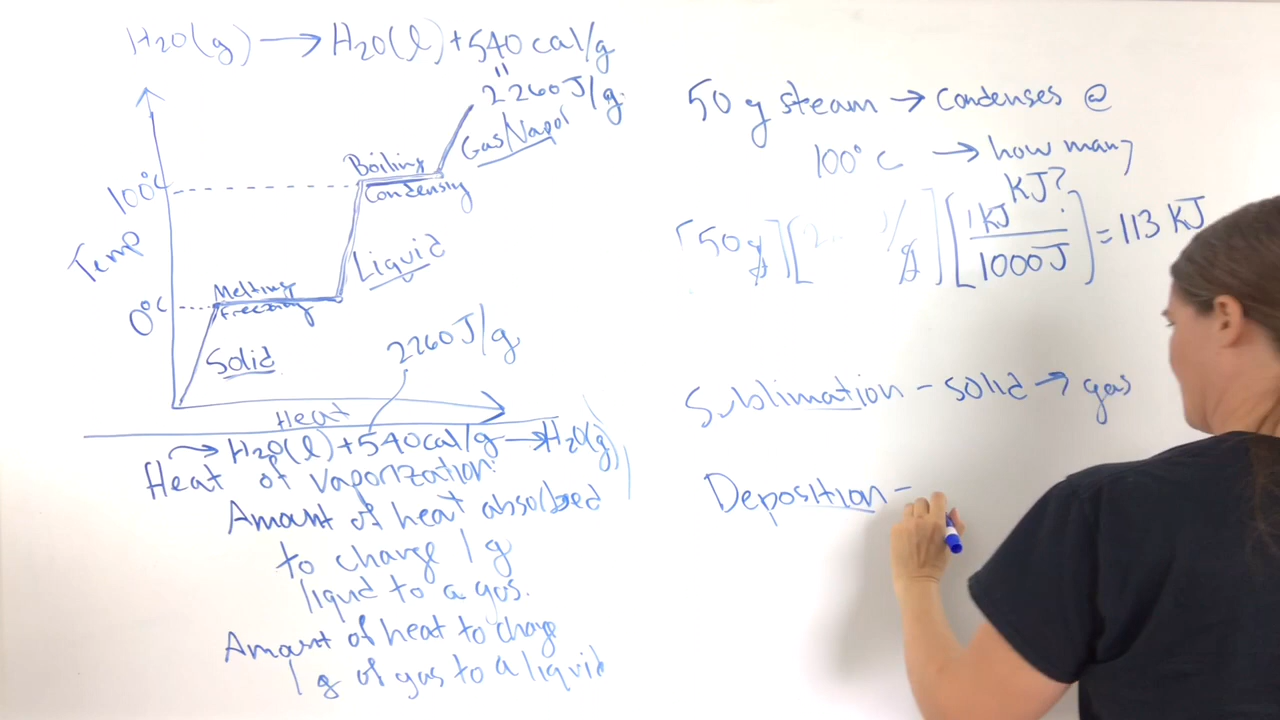 H2O(g) → H2O(l) + 540 cal/g
"
2260 J/g
Gas/Vapor
Boiling
100°C
Condensing
Temp
Liquid
Melting
0°C
Freezing
Solid
2260 J/g
Heat
→ H2O(l) + 540 cal/g → H2O(g)
Heat of vaporization:
Amount of heat absorbed
to change 1 g
liquid to a gas.
Amount of heat to change
1 g of gas to a liquid
50 g steam → Condenses @
100°C → how many
KJ?
[50g] [ / g] [1 KJ / 1000 J] = 113 KJ
Sublimation - solid → gas
Deposition -